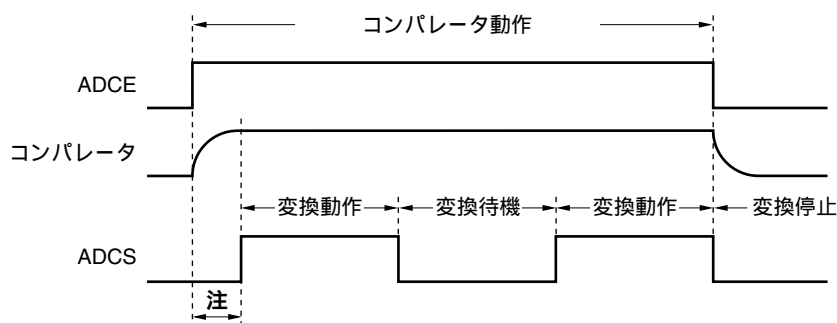 コンパレータ動作
ADCE
コンパレータ
変換動作 変換待機 変換動作 変換停止
ADCS
注